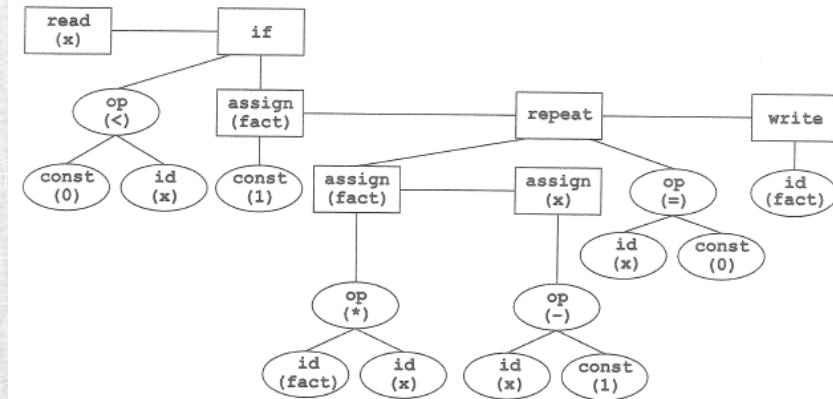 read
(x)
if
op
(<)
assign
(fact)
repeat
write
const
(0)
id
(x)
const
(1)
assign
(fact)
assign
(x)
op
(=)
id
(fact)
id
(x)
const
(0)
op
(*)
op
(-)
id
(fact)
id
(x)
id
(x)
const
(1)